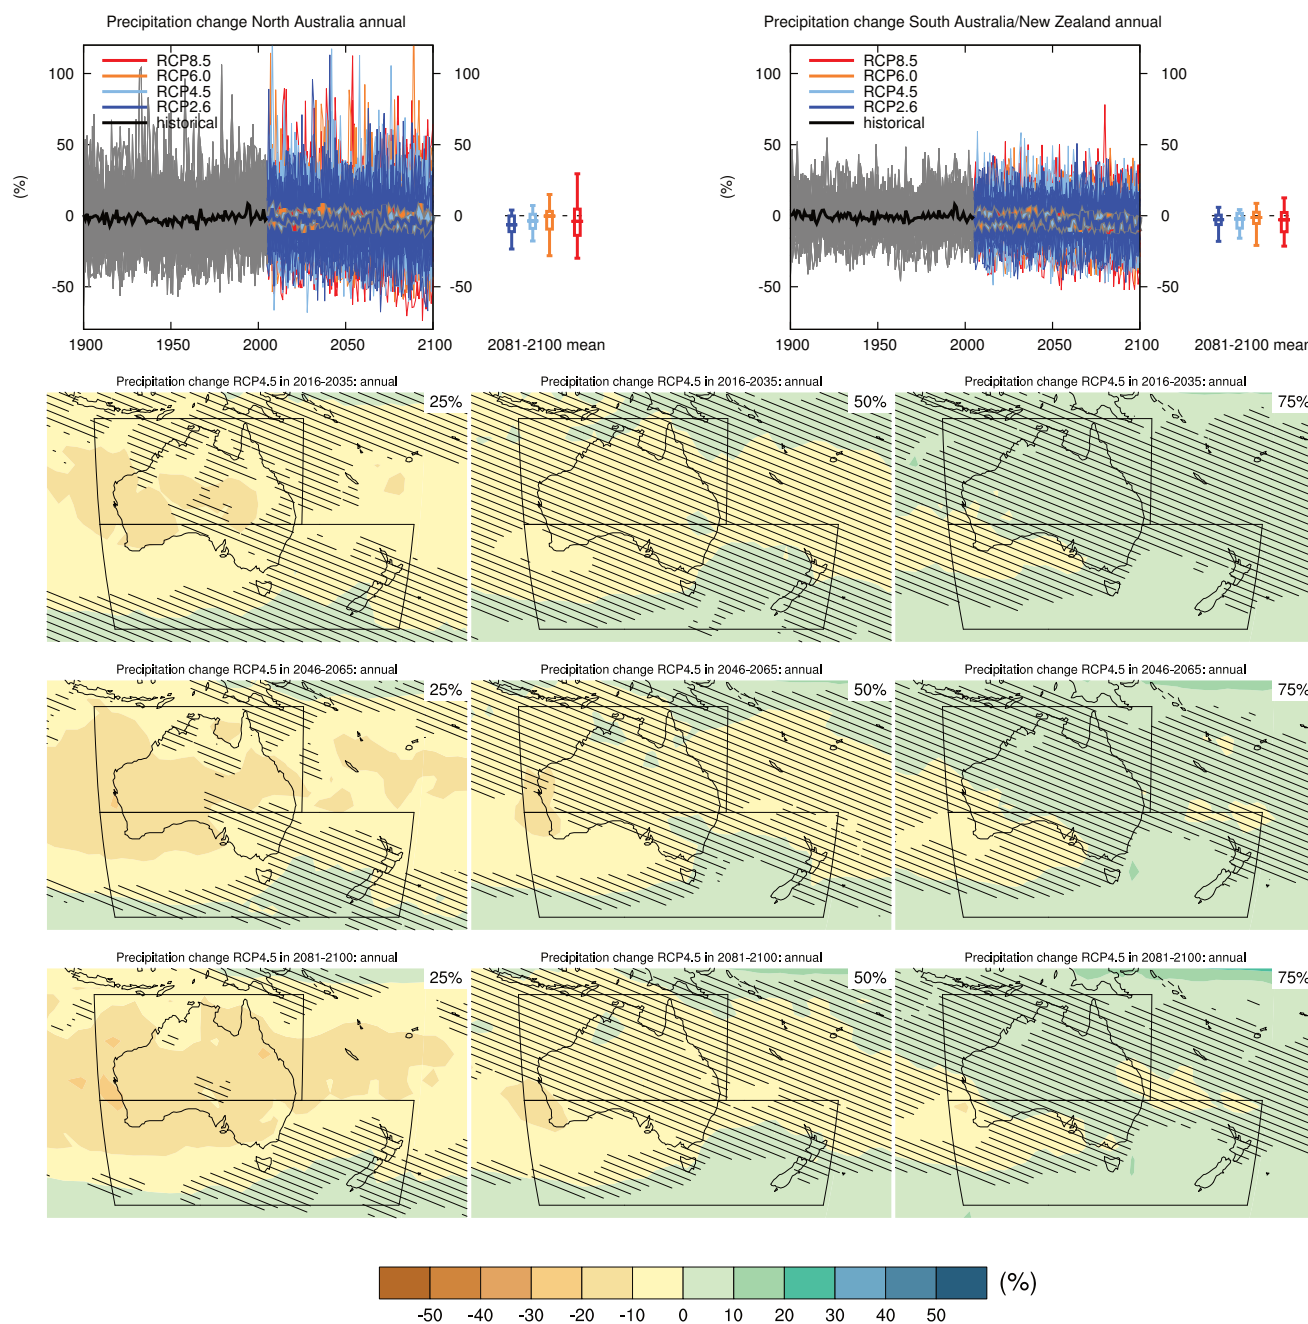 Precipitation change North Australia annual
Precipitation change South Australia/New Zealand annual
RCP8.5
RCP6.0
RCP4.5
RCP2.6
historical
100
50
0
-50
(%)
100
50
0
-50
1900
1950
2000
2050
2100
2081-2100 mean
RCP8.5
RCP6.0
RCP4.5
RCP2.6
historical
100
50
0
-50
(%)
100
50
0
-50
1900
1950
2000
2050
2100
2081-2100 mean
Precipitation change RCP4.5 in 2016-2035: annual
25%
Precipitation change RCP4.5 in 2016-2035: annual
50%
Precipitation change RCP4.5 in 2016-2035: annual
75%
Precipitation change RCP4.5 in 2046-2065: annual
25%
Precipitation change RCP4.5 in 2046-2065: annual
50%
Precipitation change RCP4.5 in 2046-2065: annual
75%
Precipitation change RCP4.5 in 2081-2100: annual
25%
Precipitation change RCP4.5 in 2081-2100: annual
50%
Precipitation change RCP4.5 in 2081-2100: annual
75%
(%)
-50 -40 -30 -20 -10 0 10 20 30 40 50